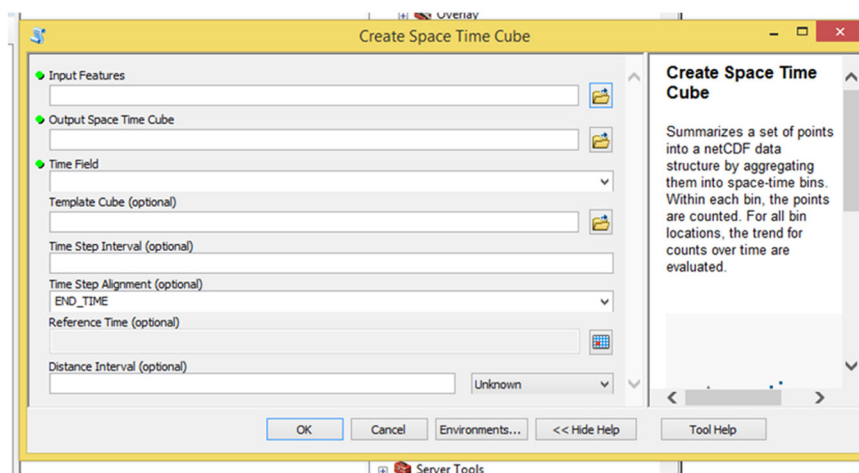 Overlay
Create Space Time Cube
Input Features
Output Space Time Cube
Time Field
Template Cube (optional)
Time Step Interval (optional)
Time Step Alignment (optional)
END_TIME
Reference Time (optional)
Distance Interval (optional)
Unknown
OK
Cancel
Environments...
<< Hide Help
Tool Help
Create Space Time
Cube
Summarizes a set of points
into a netCDF data
structure by aggregating
them into space-time bins.
Within each bin, the points
are counted. For all bin
locations, the trend for
counts over time are
evaluated.
Server Tools